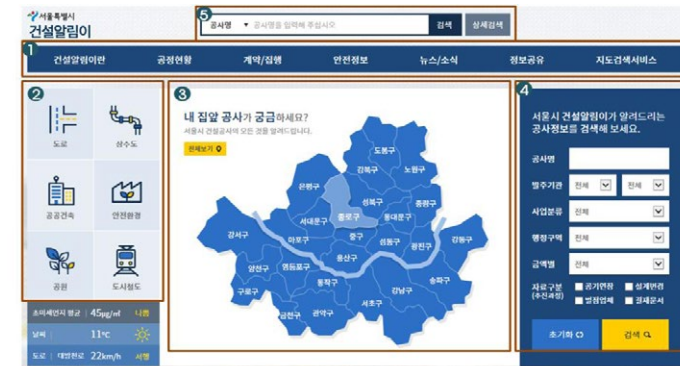 서울특별시
건설알림이
5
공사명 ▼ 공사명을 입력해 주십시오 검색 상세검색
1
건설알림이란 공정현황 계약/집행 안전정보 뉴스/소식 정보공유 지도검색서비스
2
도로 상수도
공공건축 안전환경
공원 도시철도
초미세먼지 평균 45㎍/㎥ 나쁨
날씨 11℃
도로 대방천로 22km/h 서행
3
내 집앞 공사가 궁금하세요?
서울시 건설공사의 모든 것을 알려드립니다.
전체보기
도봉구
강북구 노원구
은평구
성북구 중랑구
서대문구 종로구 동대문구
강서구 마포구 중구 성동구 광진구 강동구
용산구
양천구 영등포구
동작구 강남구 송파구
구로구
서초구
금천구 관악구
4
서울시 건설알림이가 알려드리는
공사정보를 검색해 보세요.
공사명
발주기관 전체 전체
사업분류 전체
행정구역 전체
금액별 전체
자료구분 공기연장 설계변경
(추진과정) 벌점업체 결재문서
초기화 검색